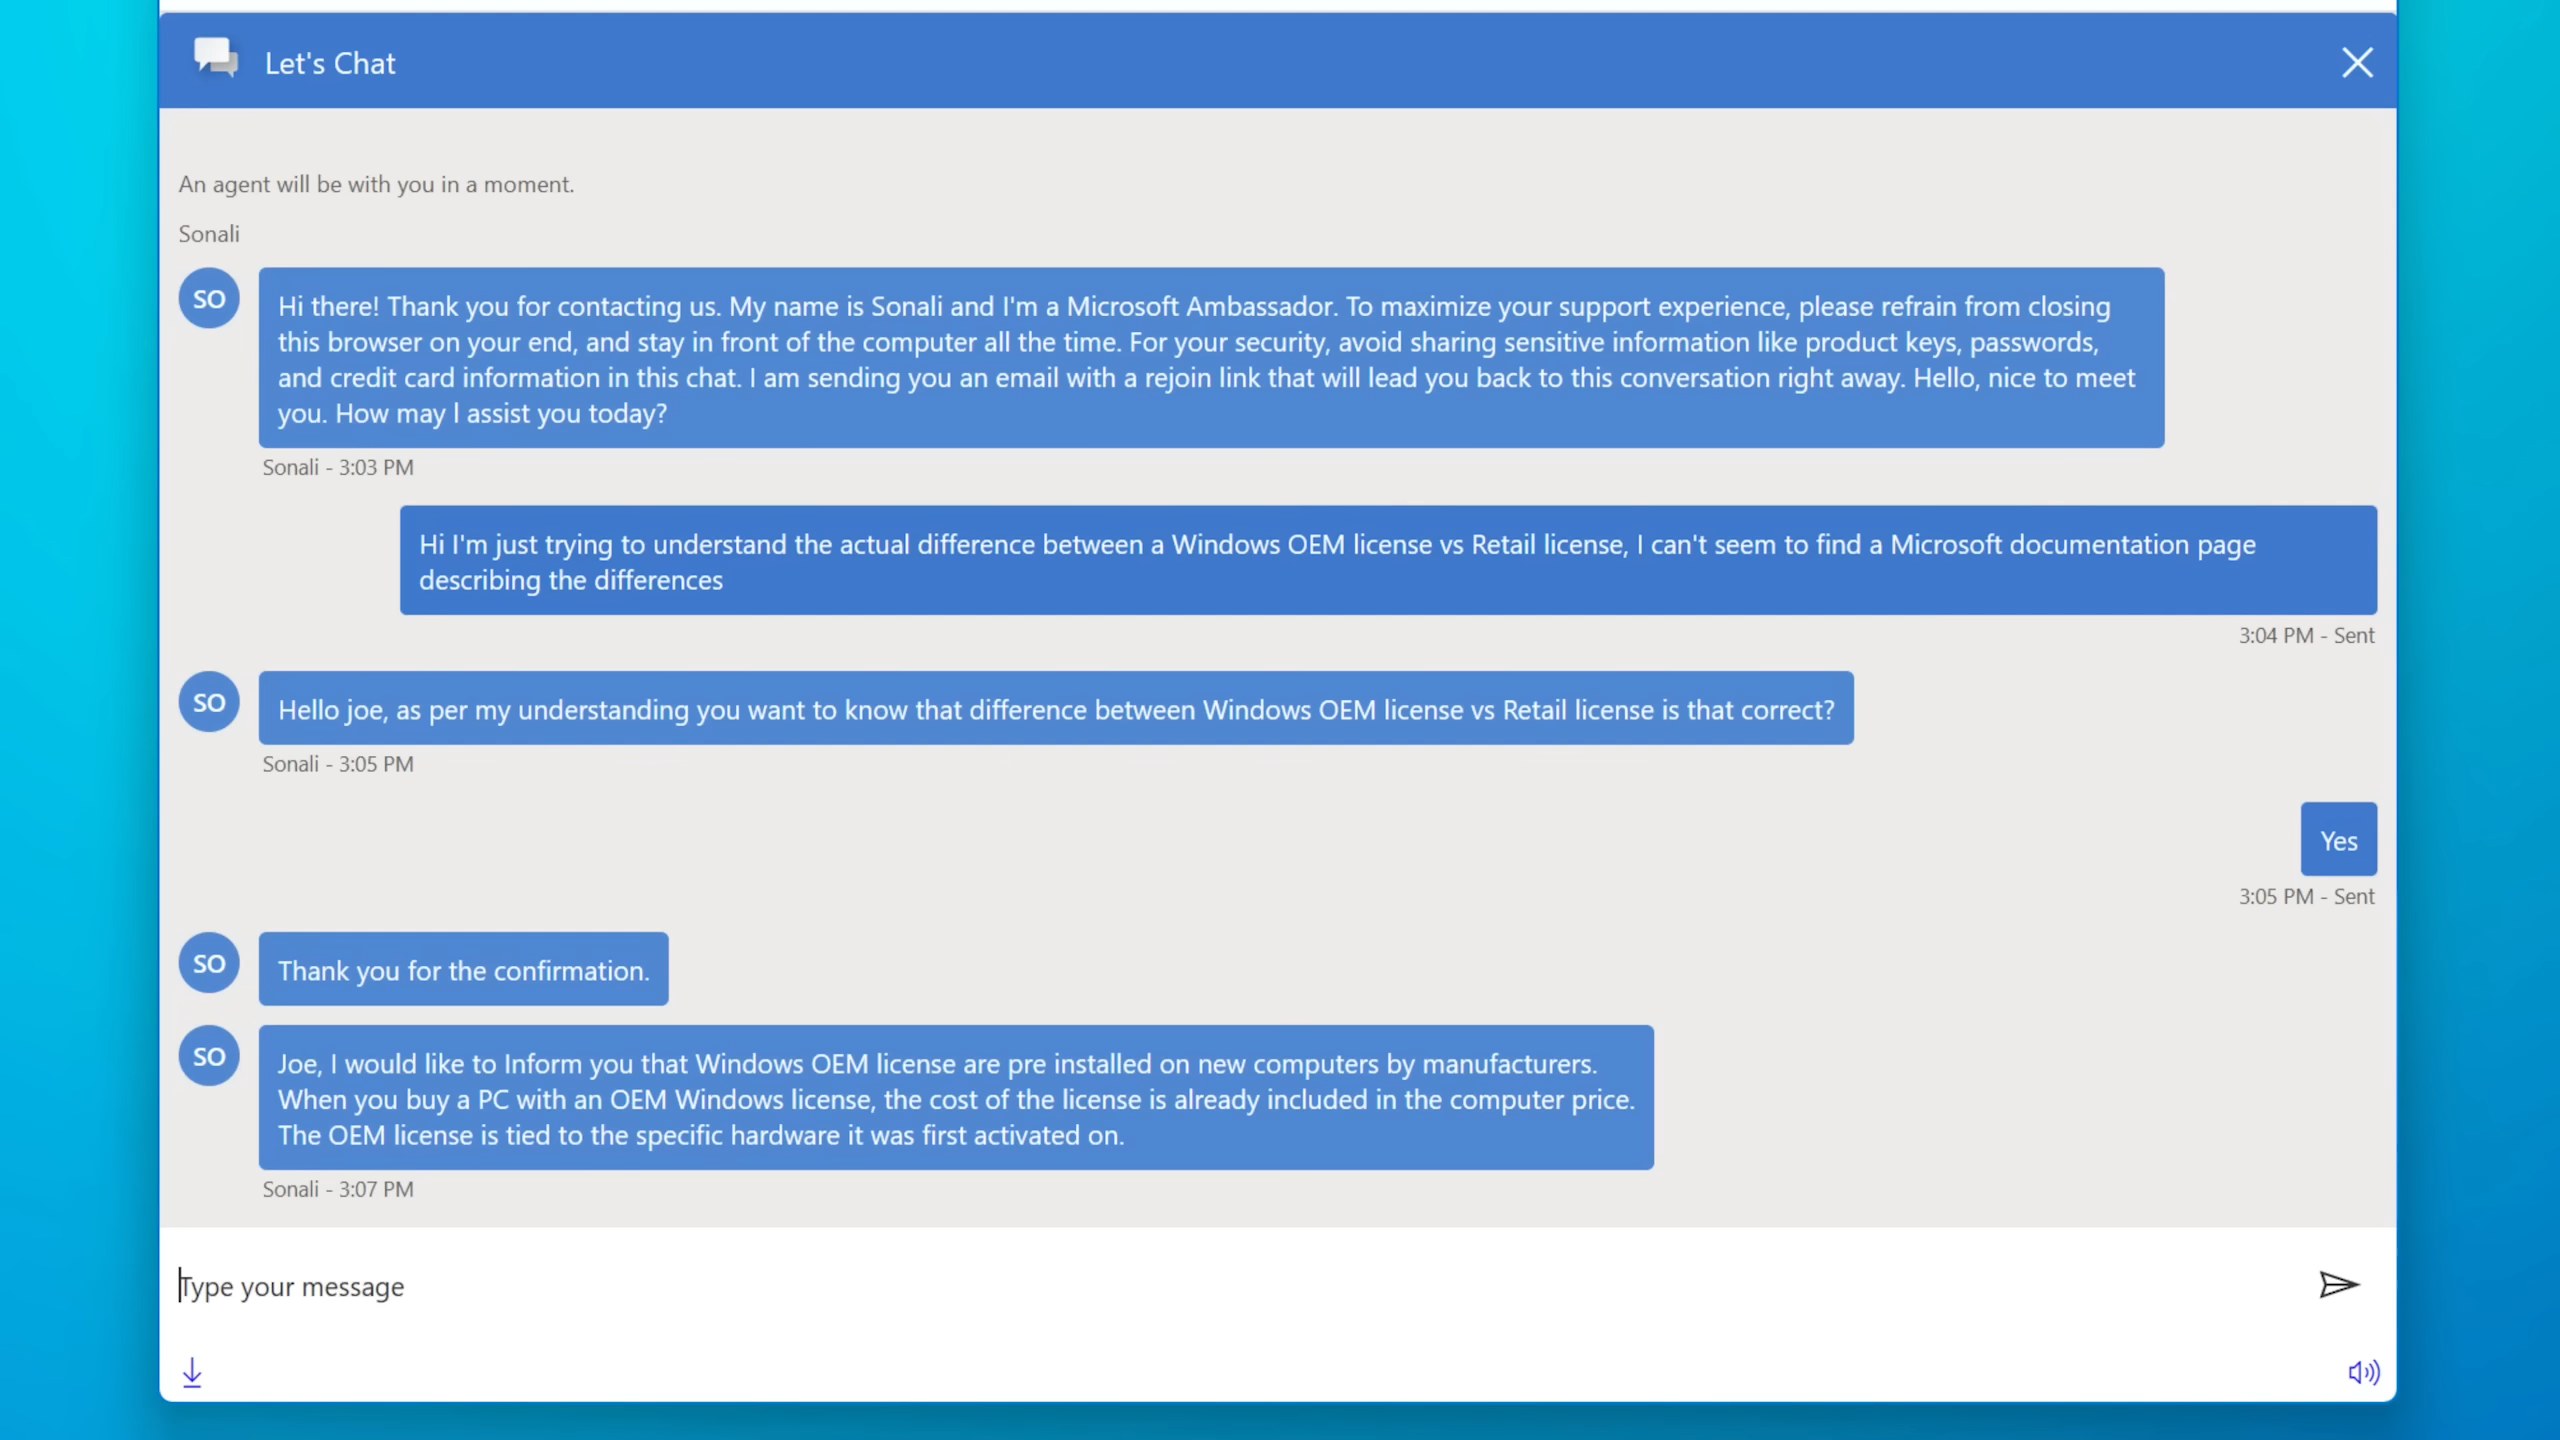 Let's Chat
An agent will be with you in a moment.
Sonali
SO
Hi there! Thank you for contacting us. My name is Sonali and I'm a Microsoft Ambassador. To maximize your support experience, please refrain from closing
this browser on your end, and stay in front of the computer all the time. For your security, avoid sharing sensitive information like product keys, passwords,
and credit card information in this chat. I am sending you an email with a rejoin link that will lead you back to this conversation right away. Hello, nice to meet
you. How may I assist you today?
Sonali - 3:03 PM
Hi I'm just trying to understand the actual difference between a Windows OEM license vs Retail license, I can't seem to find a Microsoft documentation page
describing the differences
3:04 PM - Sent
SO
Hello joe, as per my understanding you want to know that difference between Windows OEM license vs Retail license is that correct?
Sonali - 3:05 PM
Yes
3:05 PM - Sent
SO
Thank you for the confirmation.
SO
Joe, I would like to Inform you that Windows OEM license are pre installed on new computers by manufacturers.
When you buy a PC with an OEM Windows license, the cost of the license is already included in the computer price.
The OEM license is tied to the specific hardware it was first activated on.
Sonali - 3:07 PM
Type your message